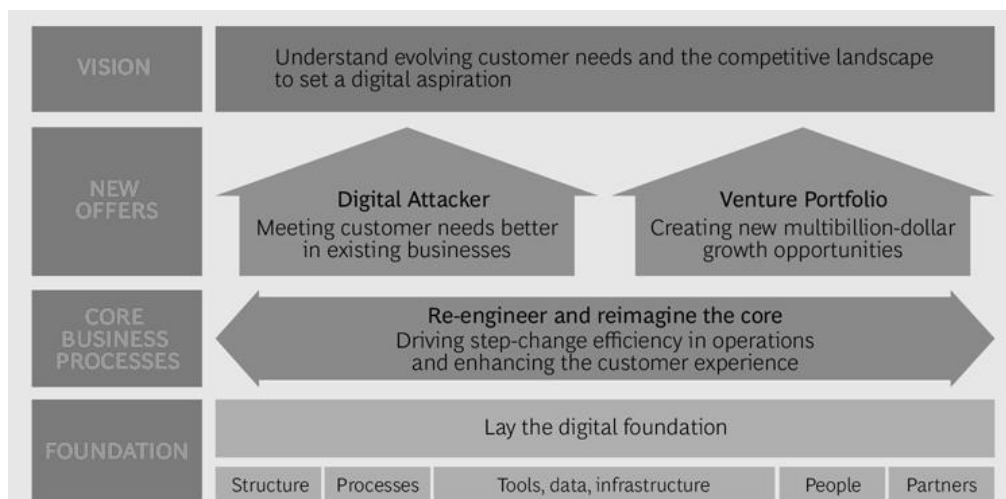 VISION
Understand evolving customer needs and the competitive landscape
to set a digital aspiration
NEW
OFFERS
Digital Attacker
Meeting customer needs better
in existing businesses
Venture Portfolio
Creating new multibillion-dollar
growth opportunities
CORE
BUSINESS
PROCESSES
Re-engineer and reimagine the core
Driving step-change efficiency in operations
and enhancing the customer experience
FOUNDATION
Lay the digital foundation
Structure
Processes
Tools, data, infrastructure
People
Partners